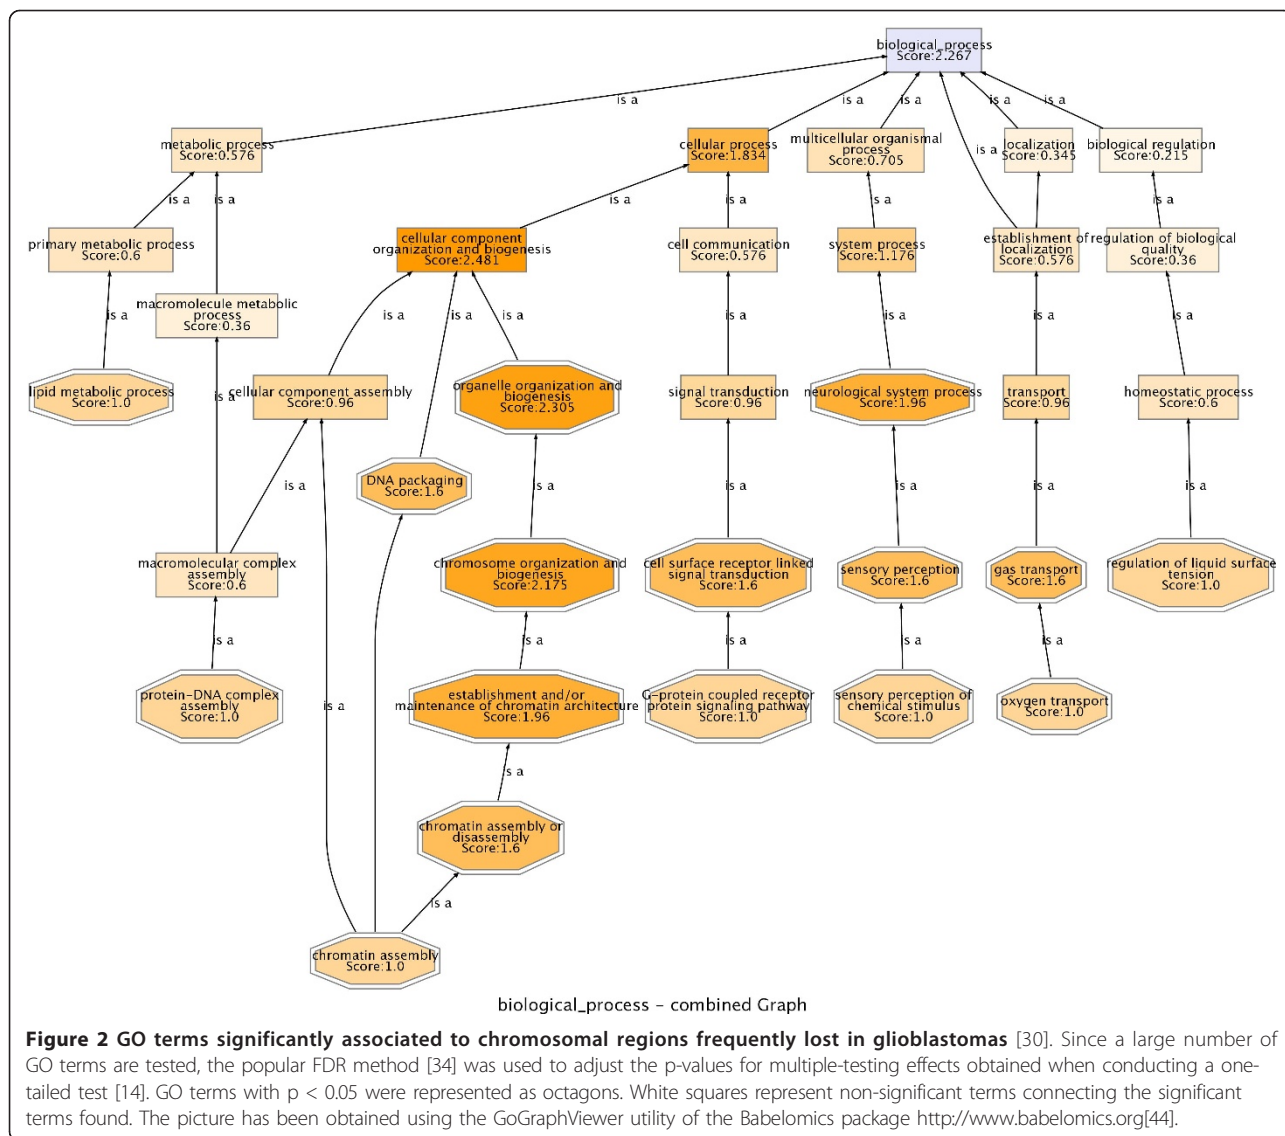 biological_process
Score:2.267
is a
is a
is a
is a
is a
is a
metabolic process
Score:0.576
cellular process
Score:1.834
multicellular organismal
process
Score:0.705
localization
Score:0.345
biological regulation
Score:0.215
is a
is a
is a
is a
is a
is a
primary metabolic process
Score:0.6
cellular component
organization and biogenesis
Score:2.481
cell communication
Score:0.576
system process
Score:1.176
establishment of
localization
Score:0.576
regulation of biological
quality
Score:0.36
macromolecule metabolic
process
Score:0.36
is a
is a
is a
is a
lipid metabolic process
Score:1.0
is a
cellular component assembly
Score:0.96
organelle organization and
biogenesis
Score:2.305
signal transduction
Score:0.96
neurological system process
Score:1.96
transport
Score:0.96
homeostatic process
Score:0.6
is a
DNA packaging
Score:1.6
is a
is a
is a
is a
is a
macromolecular complex
assembly
Score:0.6
chromosome organization and
biogenesis
Score:2.175
cell surface receptor linked
signal transduction
Score:1.6
sensory perception
Score:1.6
gas transport
Score:1.6
regulation of liquid surface
tension
Score:1.0
is a
is a
is a
is a
is a
protein-DNA complex
assembly
Score:1.0
is a
establishment and/or
maintenance of chromatin architecture
Score:1.96
G-protein coupled receptor
protein signaling pathway
Score:1.0
sensory perception of
chemical stimulus
Score:1.0
oxygen transport
Score:1.0
is a
chromatin assembly or
disassembly
Score:1.6
is a
chromatin assembly
Score:1.0
biological_process - combined Graph
Figure 2 GO terms significantly associated to chromosomal regions frequently lost in glioblastomas [30]. Since a large number of
GO terms are tested, the popular FDR method [34] was used to adjust the p-values for multiple-testing effects obtained when conducting a one-
tailed test [14]. GO terms with p < 0.05 were represented as octagons. White squares represent non-significant terms connecting the significant
terms found. The picture has been obtained using the GoGraphViewer utility of the Babelomics package http://www.babelomics.org[44].